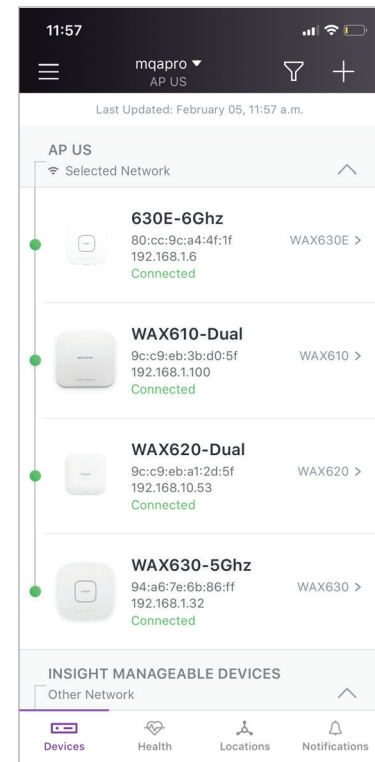 11:57
mqapro ▼
AP US
Last Updated: February 05, 11:57 a.m.
AP US
Selected Network
630E-6Ghz
80:cc:9c:a4:4f:1f
WAX630E >
192.168.1.6
Connected
WAX610-Dual
9c:c9:eb:3b:d0:5f
WAX610 >
192.168.1.100
Connected
WAX620-Dual
9c:c9:eb:a1:2d:5f
WAX620 >
192.168.10.53
Connected
WAX630-5Ghz
94:a6:7e:6b:86:ff
WAX630 >
192.168.1.32
Connected
INSIGHT MANAGEABLE DEVICES
Other Network
Devices Health Locations Notifications